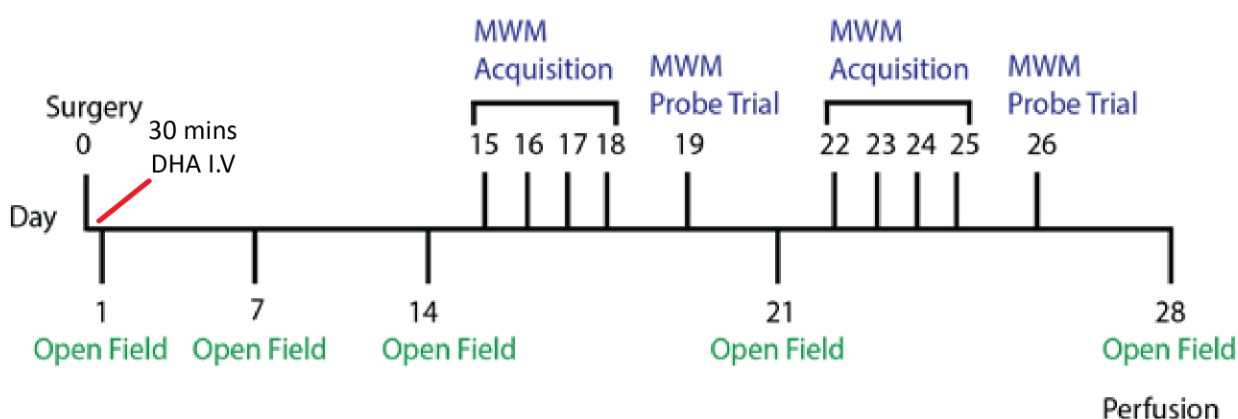 MWM
Acquisition
MWM
Probe Trial
MWM
Acquisition
MWM
Probe Trial
Surgery
0
30 mins
DHA I.V
15 16 17 18 19 22 23 24 25 26
Day
1 7 14 21 28
Open Field Open Field Open Field Open Field Open Field
Perfusion